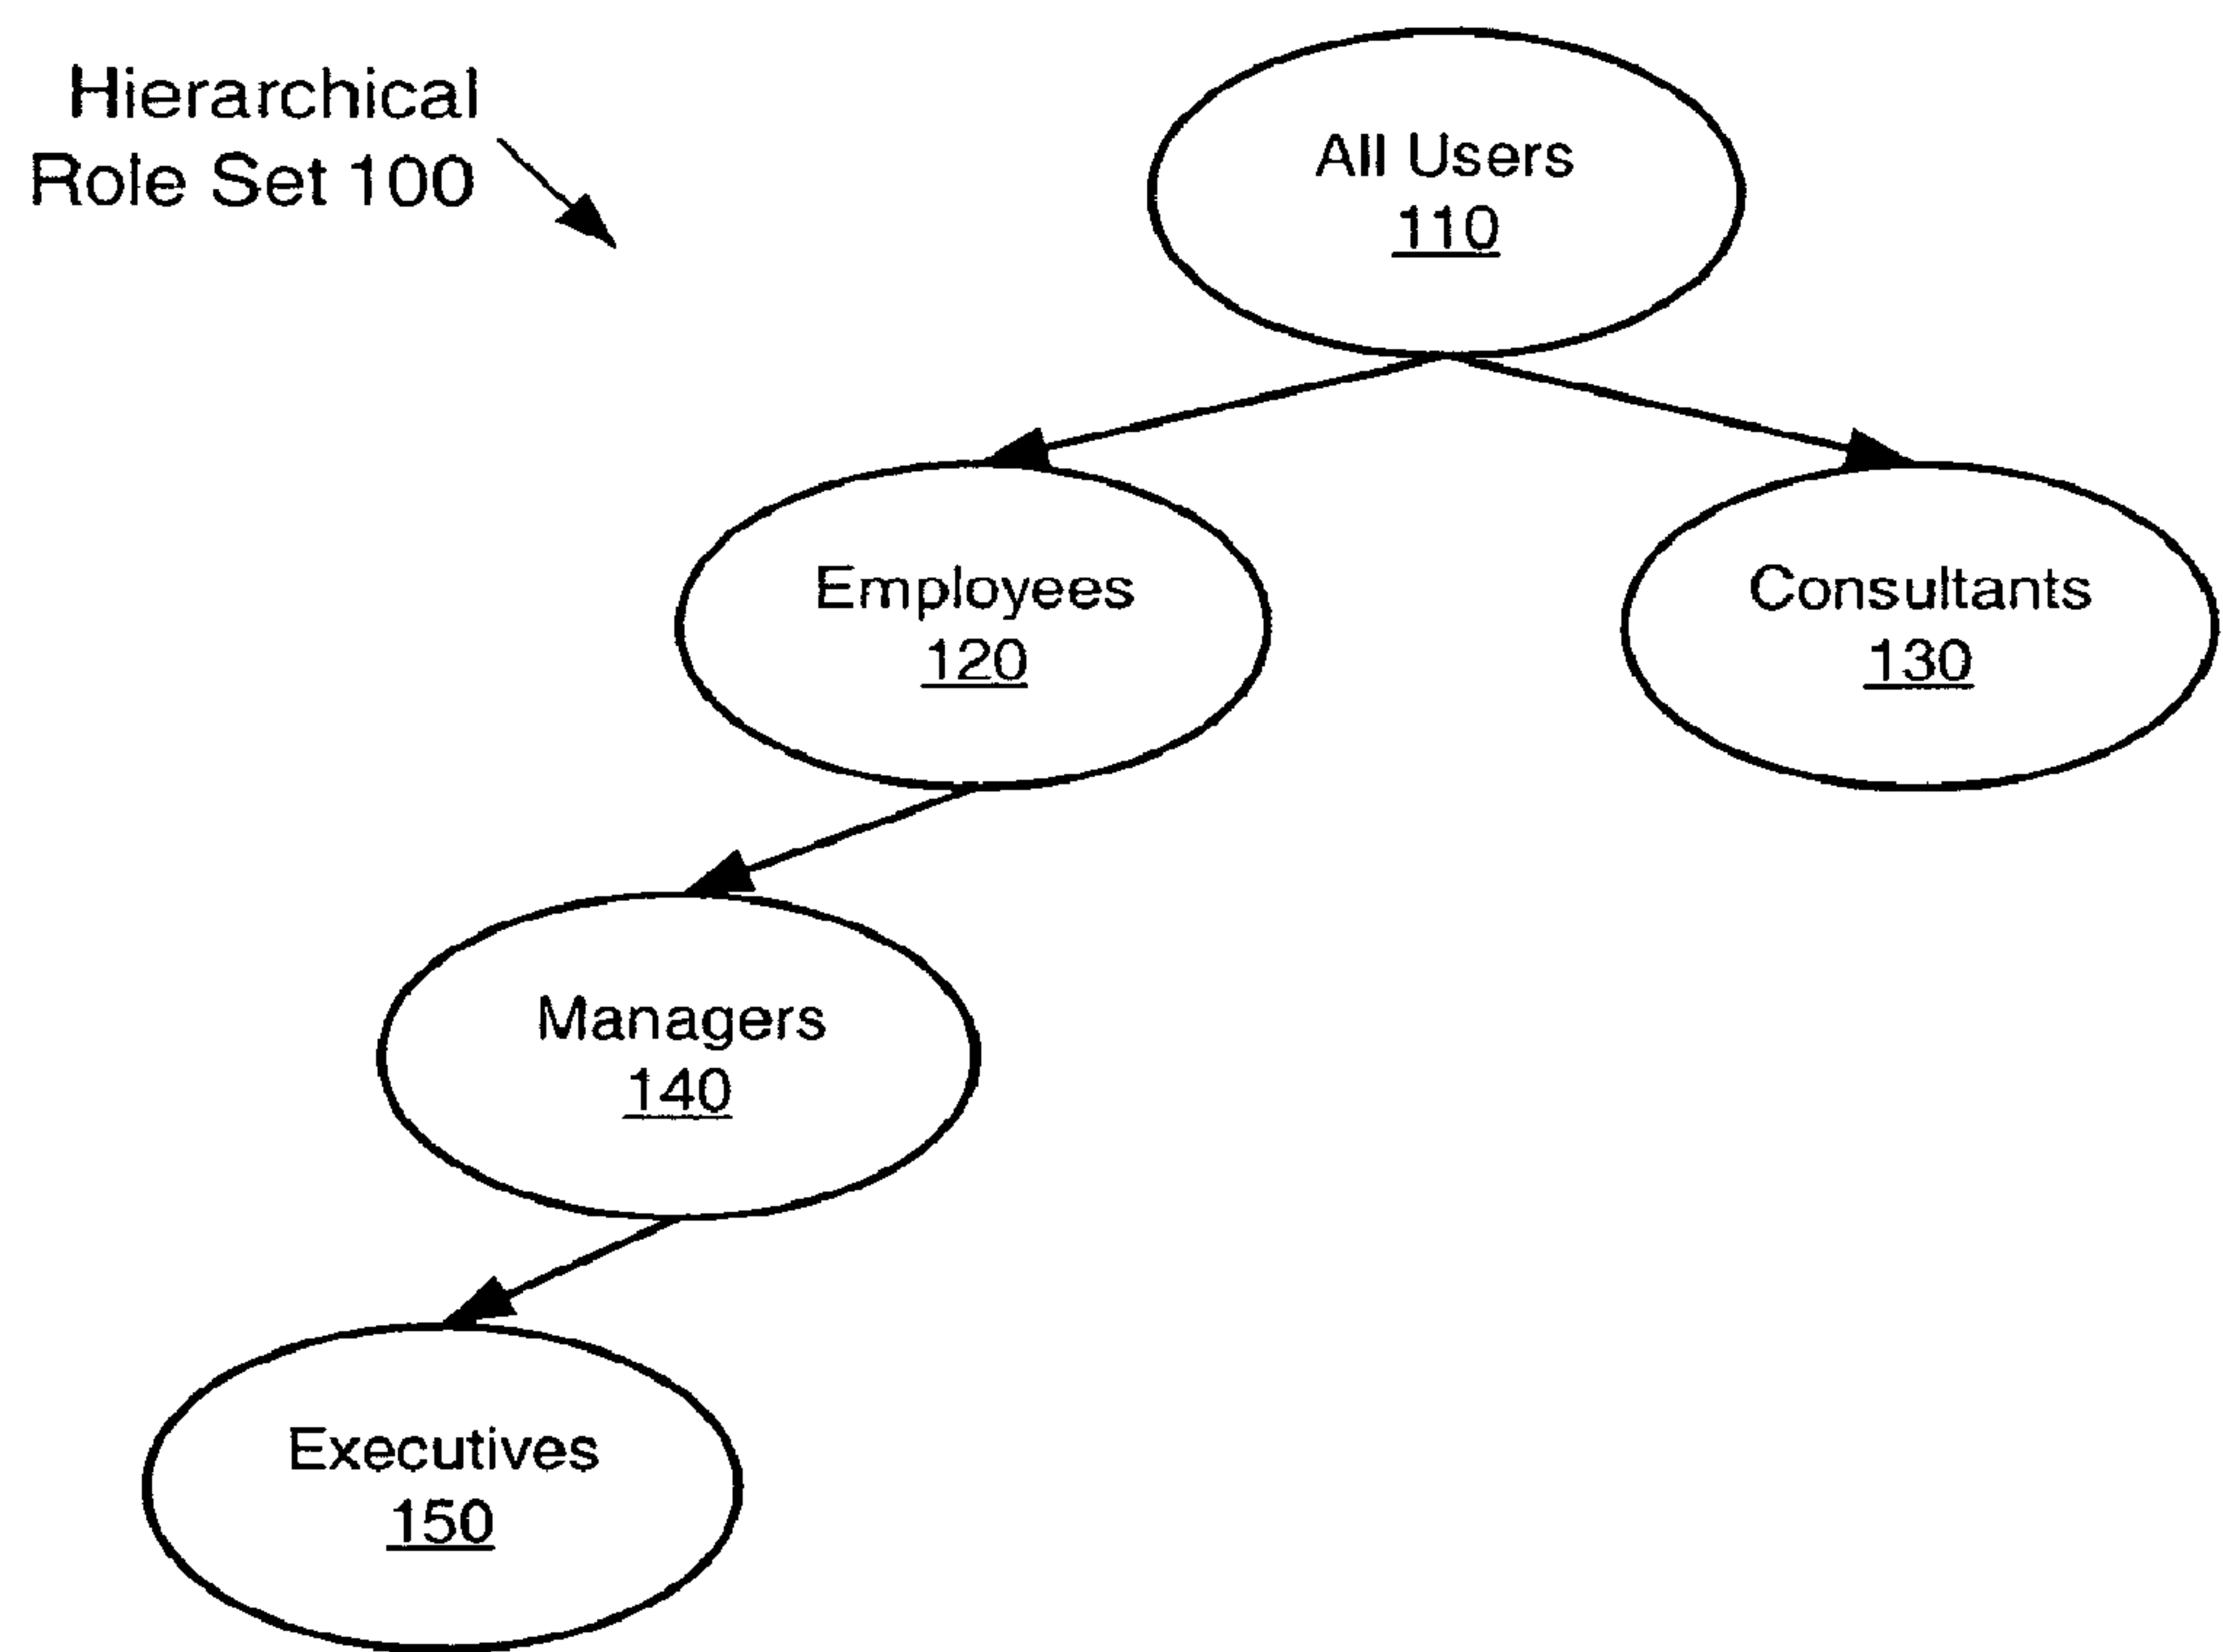 Hierarchical
Role Set 100
All Users
110
Employees
120
Consultants
130
Managers
140
Executives
150